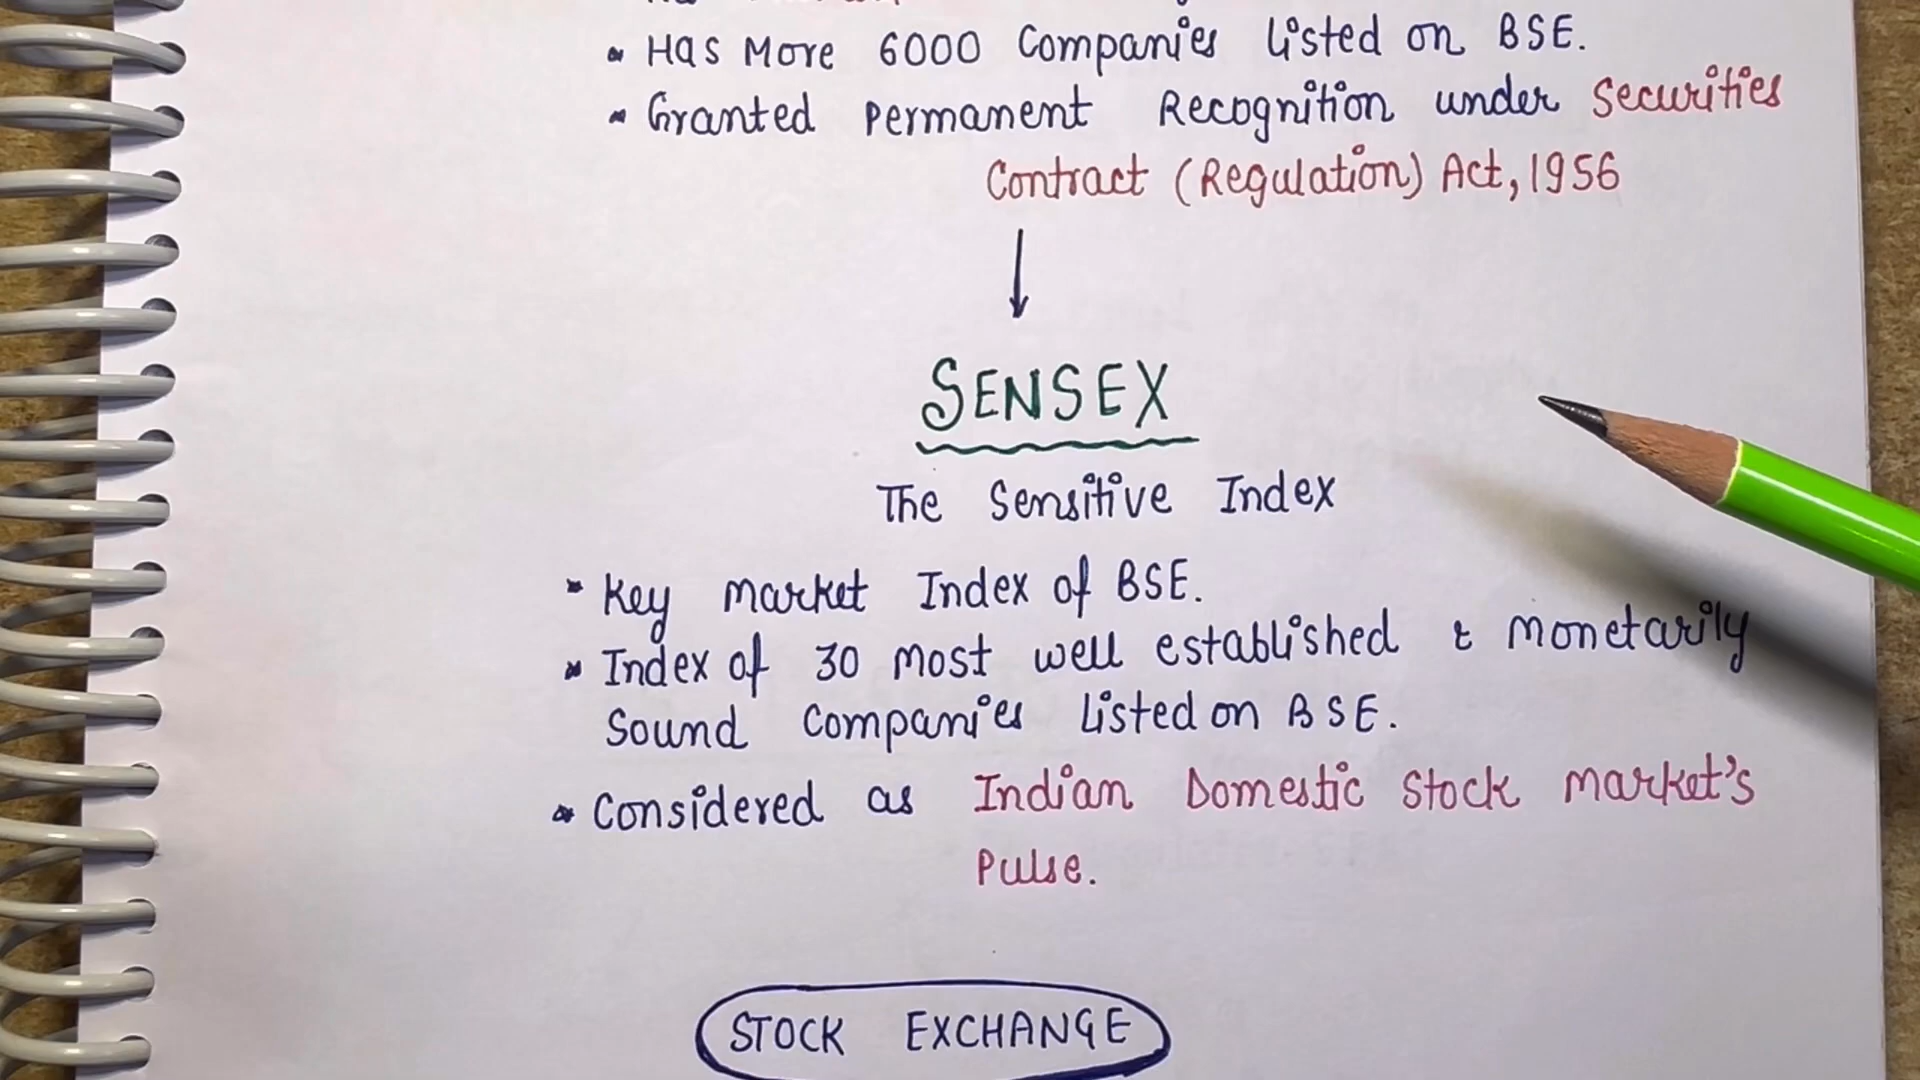 Has More 6000 Companies listed on BSE.
Granted Permanent Recognition under Securities
Contract (Regulation) Act, 1956
SENSEX
The Sensitive Index
Key market Index of BSE.
Index of 30 most well established & monetarily
Sound Companies Listed on BSE.
Considered as Indian Domestic Stock Market's
Pulse.
STOCK EXCHANGE